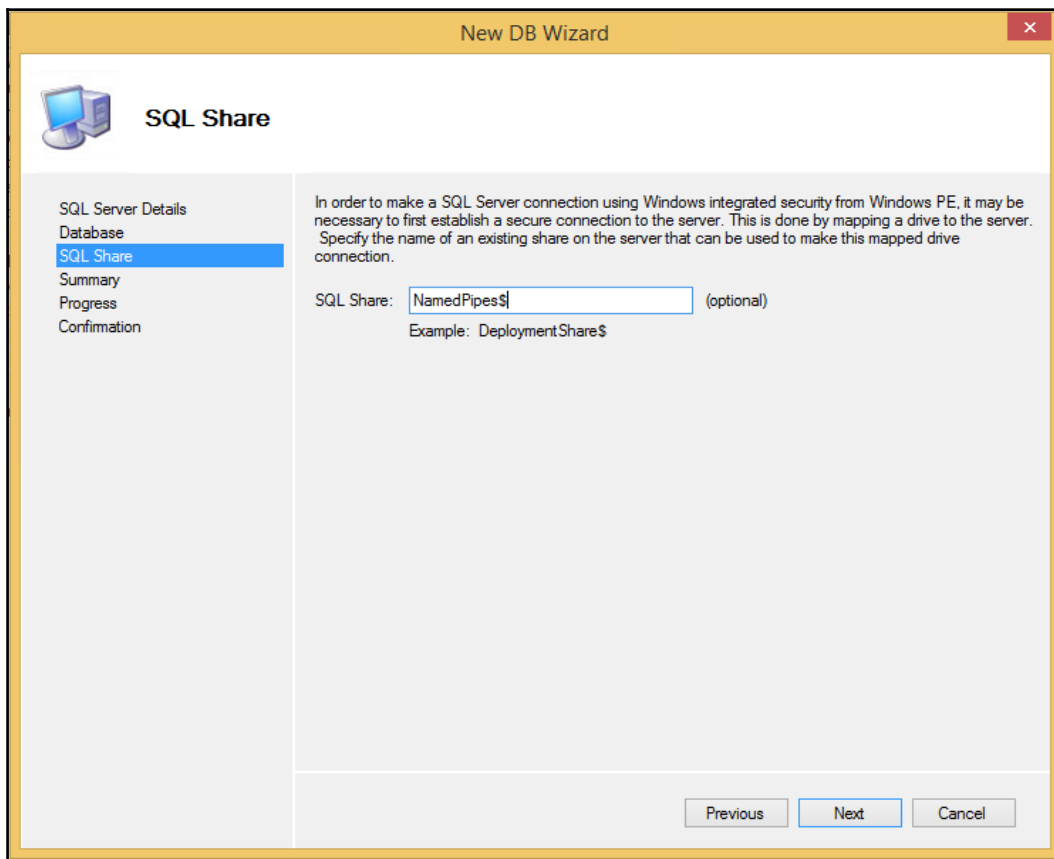 New DB Wizard
SQL Share
SQL Server Details
Database
SQL Share
Summary
Progress
Confirmation
In order to make a SQL Server connection using Windows integrated security from Windows PE, it may be
necessary to first establish a secure connection to the server. This is done by mapping a drive to the server.
Specify the name of an existing share on the server that can be used to make this mapped drive
connection.
SQL Share: NamedPipes$ (optional)
Example: DeploymentShare$
Previous Next Cancel